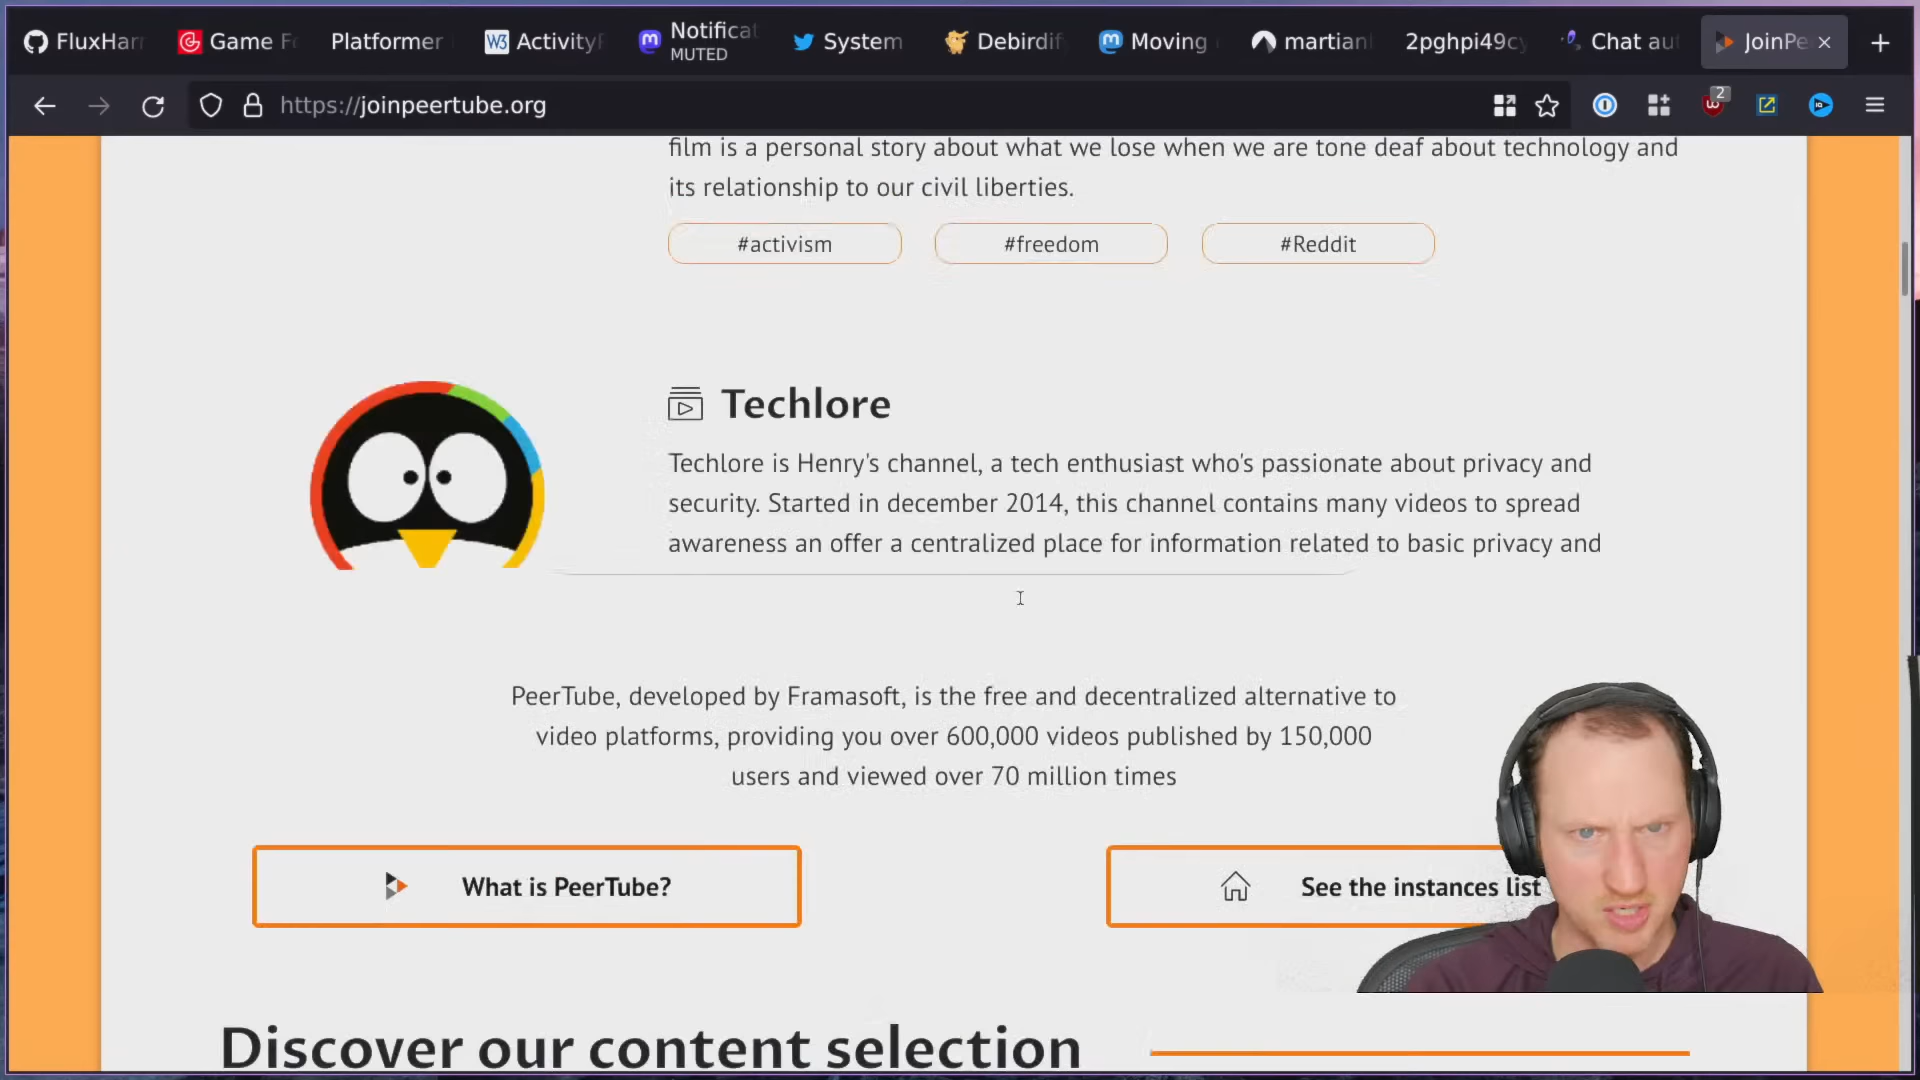 FluxHarr
Game Fe
Platformer
ActivityP
Notificat
MUTED
System
Debirdif
Moving
martian
2pghpi49cy
Chat aut
JoinPe
https://joinpeertube.org
2
film is a personal story about what we lose when we are tone deaf about technology and
its relationship to our civil liberties.
#activism
#freedom
#Reddit
Techlore
Techlore is Henry's channel, a tech enthusiast who's passionate about privacy and
security. Started in december 2014, this channel contains many videos to spread
awareness an offer a centralized place for information related to basic privacy and
PeerTube, developed by Framasoft, is the free and decentralized alternative to
video platforms, providing you over 600,000 videos published by 150,000
users and viewed over 70 million times
What is PeerTube?
See the instances list
Discover our content selection